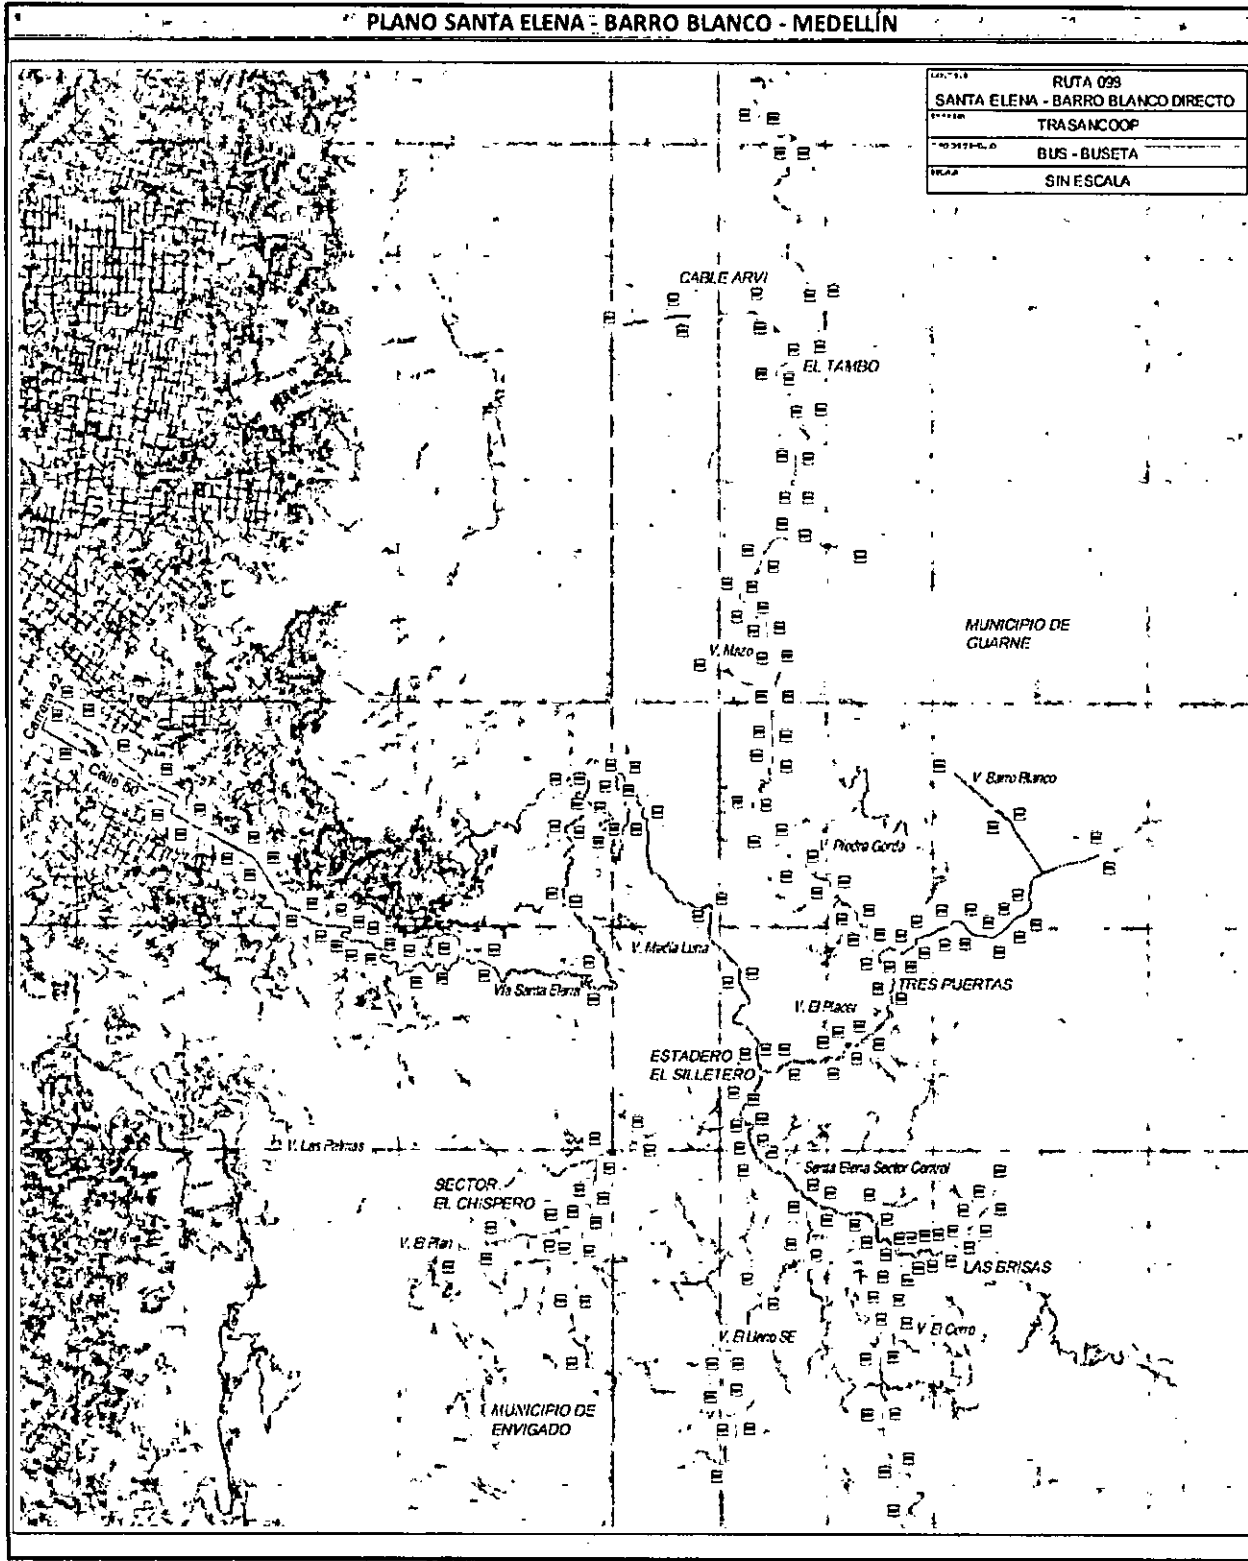 PLANO SANTA ELENA - BARRO BLANCO - MEDELLÍN
RUTA 099
SANTA ELENA - BARRO BLANCO DIRECTO
TRASANCOOP
BUS - BUSETA
SIN ESCALA
CABLE ARVI
EL TAMBO
MUNICIPIO DE
GUARNE
V. Mazo
Carrera 42
Calle 50
V. Barro Blanco
V. Piedra Gorda
V. Media Luna
Vía Santa Elena
TRES PUERTAS
V. El Placer
ESTADERO
EL SILLETERO
V. Las Palmas
Santa Elena Sector Central
SECTOR
EL CHISPERO
V. El Plan
LAS BRISAS
V. El Llano SE
V. El Cerro
MUNICIPIO DE
ENVIGADO